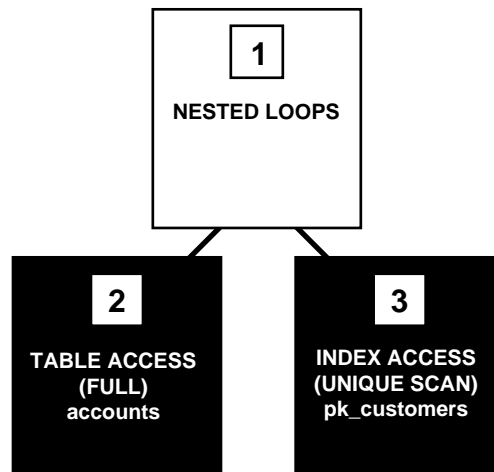 1
NESTED LOOPS
2
TABLE ACCESS
(FULL)
accounts
3
INDEX ACCESS
(UNIQUE SCAN)
pk_customers